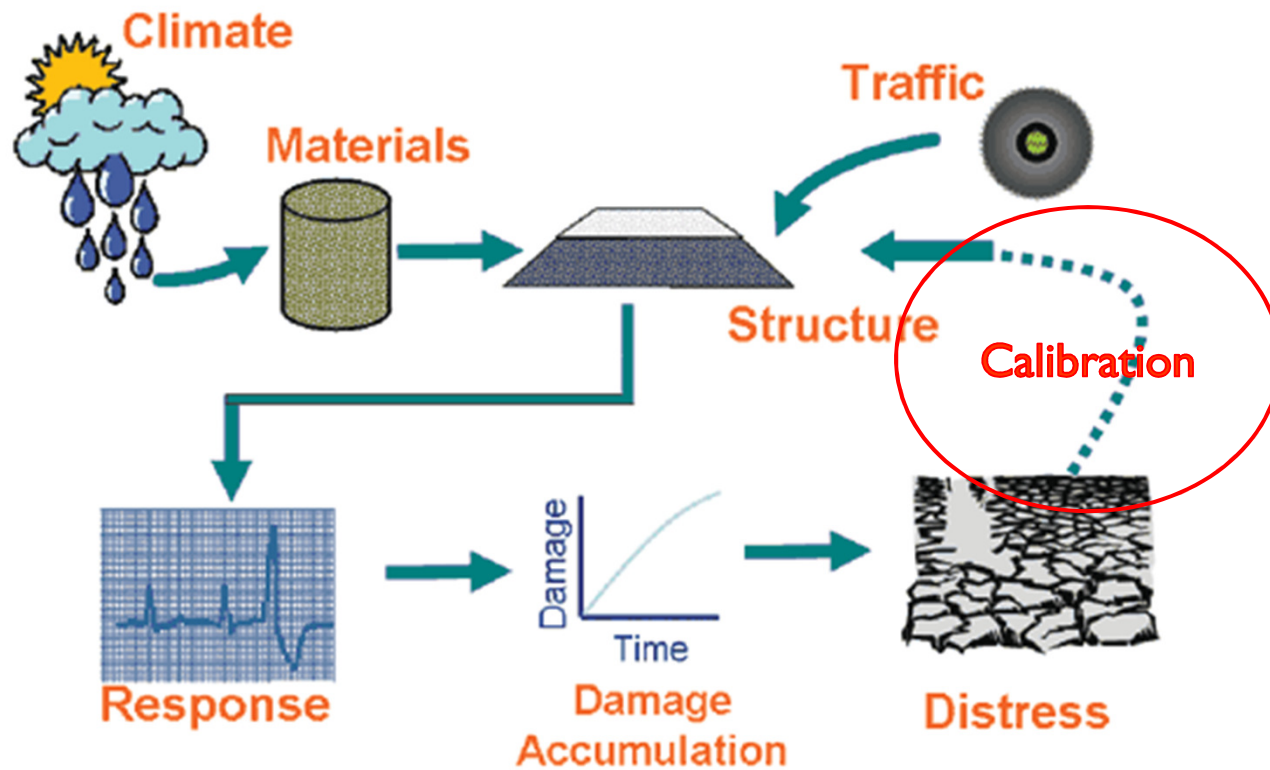 Climate
Traffic
Materials
Structure
Calibration
Damage
Time
Response
Damage
Accumulation
Distress